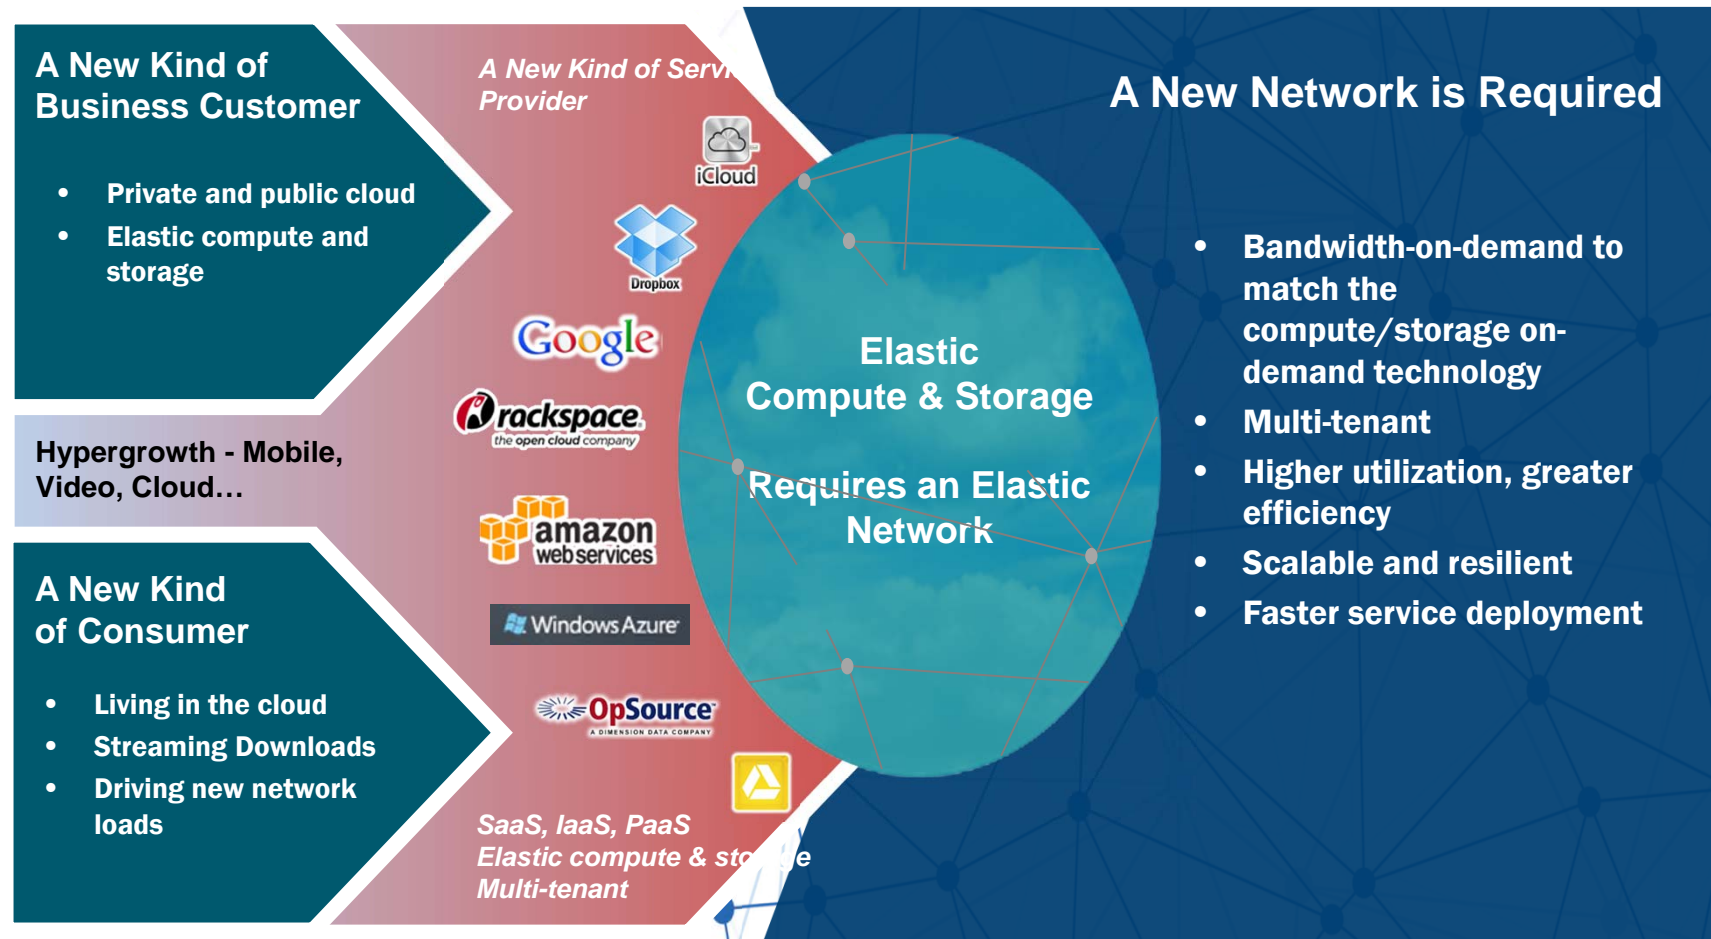 A New Kind of
Business Customer
• Private and public cloud
• Elastic compute and
storage
Hypergrowth - Mobile,
Video, Cloud…
A New Kind
of Consumer
• Living in the cloud
• Streaming Downloads
• Driving new network
loads
A New Kind of Servi
Provider
iCloud
Dropbox
Google
rackspace.
the open cloud company
amazon
webservices
Windows Azure
OpSource
A DIMENSION DATA COMPANY
SaaS, IaaS, PaaS
Elastic compute & storage
Multi-tenant
Elastic
Compute & Storage
Requires an Elastic
Network
A New Network is Required
• Bandwidth-on-demand to
match the
compute/storage on-
demand technology
• Multi-tenant
• Higher utilization, greater
efficiency
• Scalable and resilient
• Faster service deployment